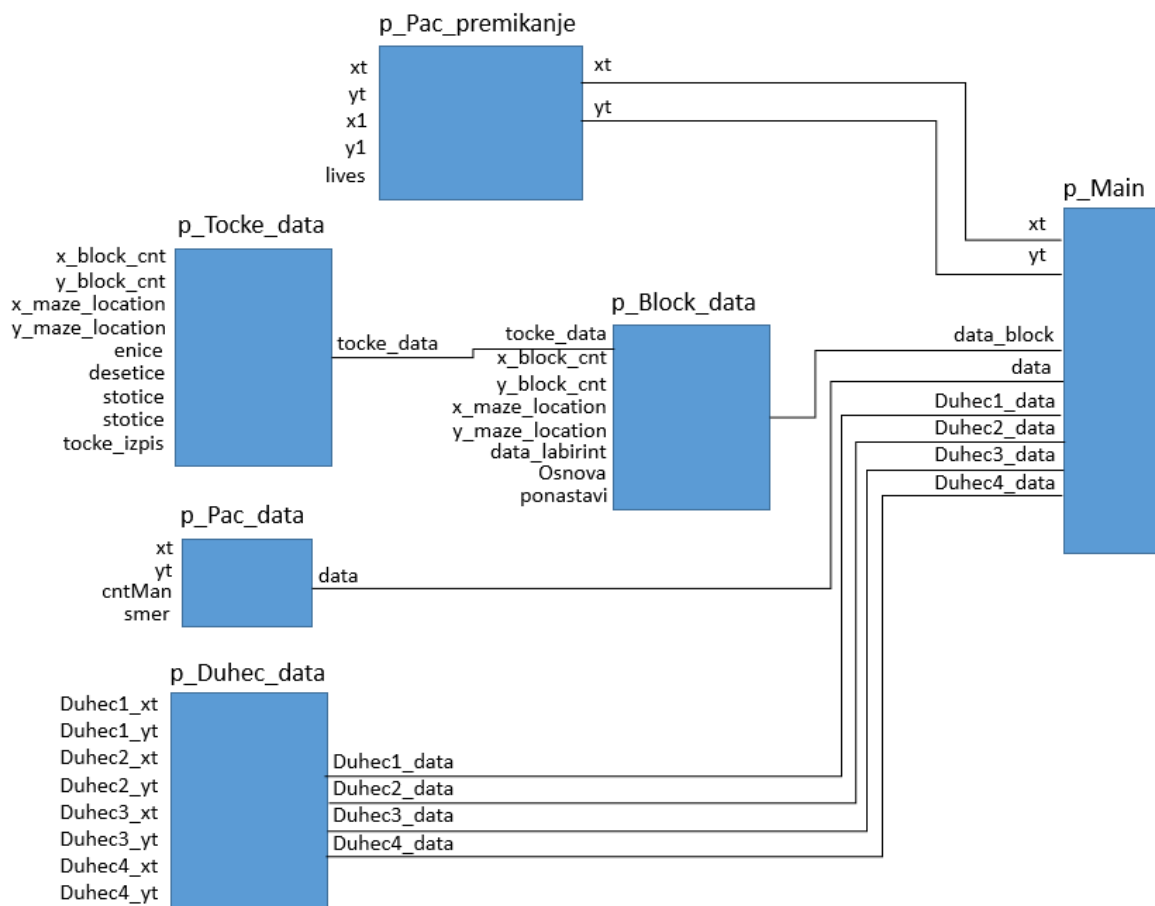 p_Pac_premikanje
xt
yt
x1
y1
lives
xt
yt
p_Main
xt
yt
data_block
data
Duhec1_data
Duhec2_data
Duhec3_data
Duhec4_data
p_Tocke_data
x_block_cnt
y_block_cnt
x_maze_location
y_maze_location
enice
desetice
stotice
stotice
tocke_izpis
tocke_data
p_Block_data
tocke_data
x_block_cnt
y_block_cnt
x_maze_location
y_maze_location
data_labirint
Osnova
ponastavi
p_Pac_data
xt
yt
cntMan
smer
data
p_Duhec_data
Duhec1_xt
Duhec1_yt
Duhec2_xt
Duhec2_yt
Duhec3_xt
Duhec3_yt
Duhec4_xt
Duhec4_yt
Duhec1_data
Duhec2_data
Duhec3_data
Duhec4_data